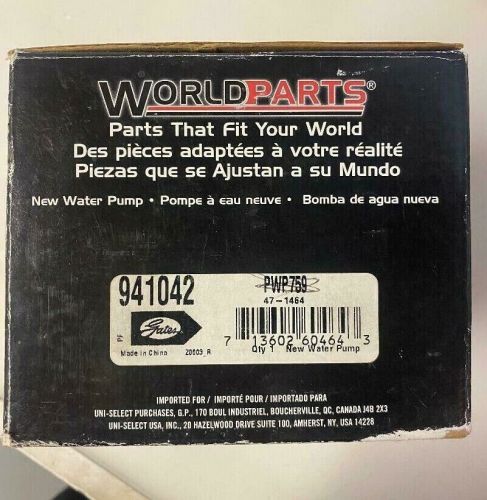 WORLDPARTS®
Parts That Fit Your World
Des pièces adaptées à votre réalité
Piezas que se Ajustan a su Mundo
New Water Pump • Pompe à eau neuve • Bomba de agua nueva
941042
PWP759
47-1464
PF
Gates
7 13602 60464 3
Made in China
20603_R
Qty 1 New Water Pump
IMPORTED FOR / IMPORTÉ POUR / IMPORTADO PARA
UNI-SELECT PURCHASES, G.P., 170 BOUL INDUSTRIEL, BOUCHERVILLE, QC, CANADA J4B 2X3
UNI-SELECT USA, INC., 20 HAZELWOOD DRIVE SUITE 100, AMHERST, NY, USA 14228